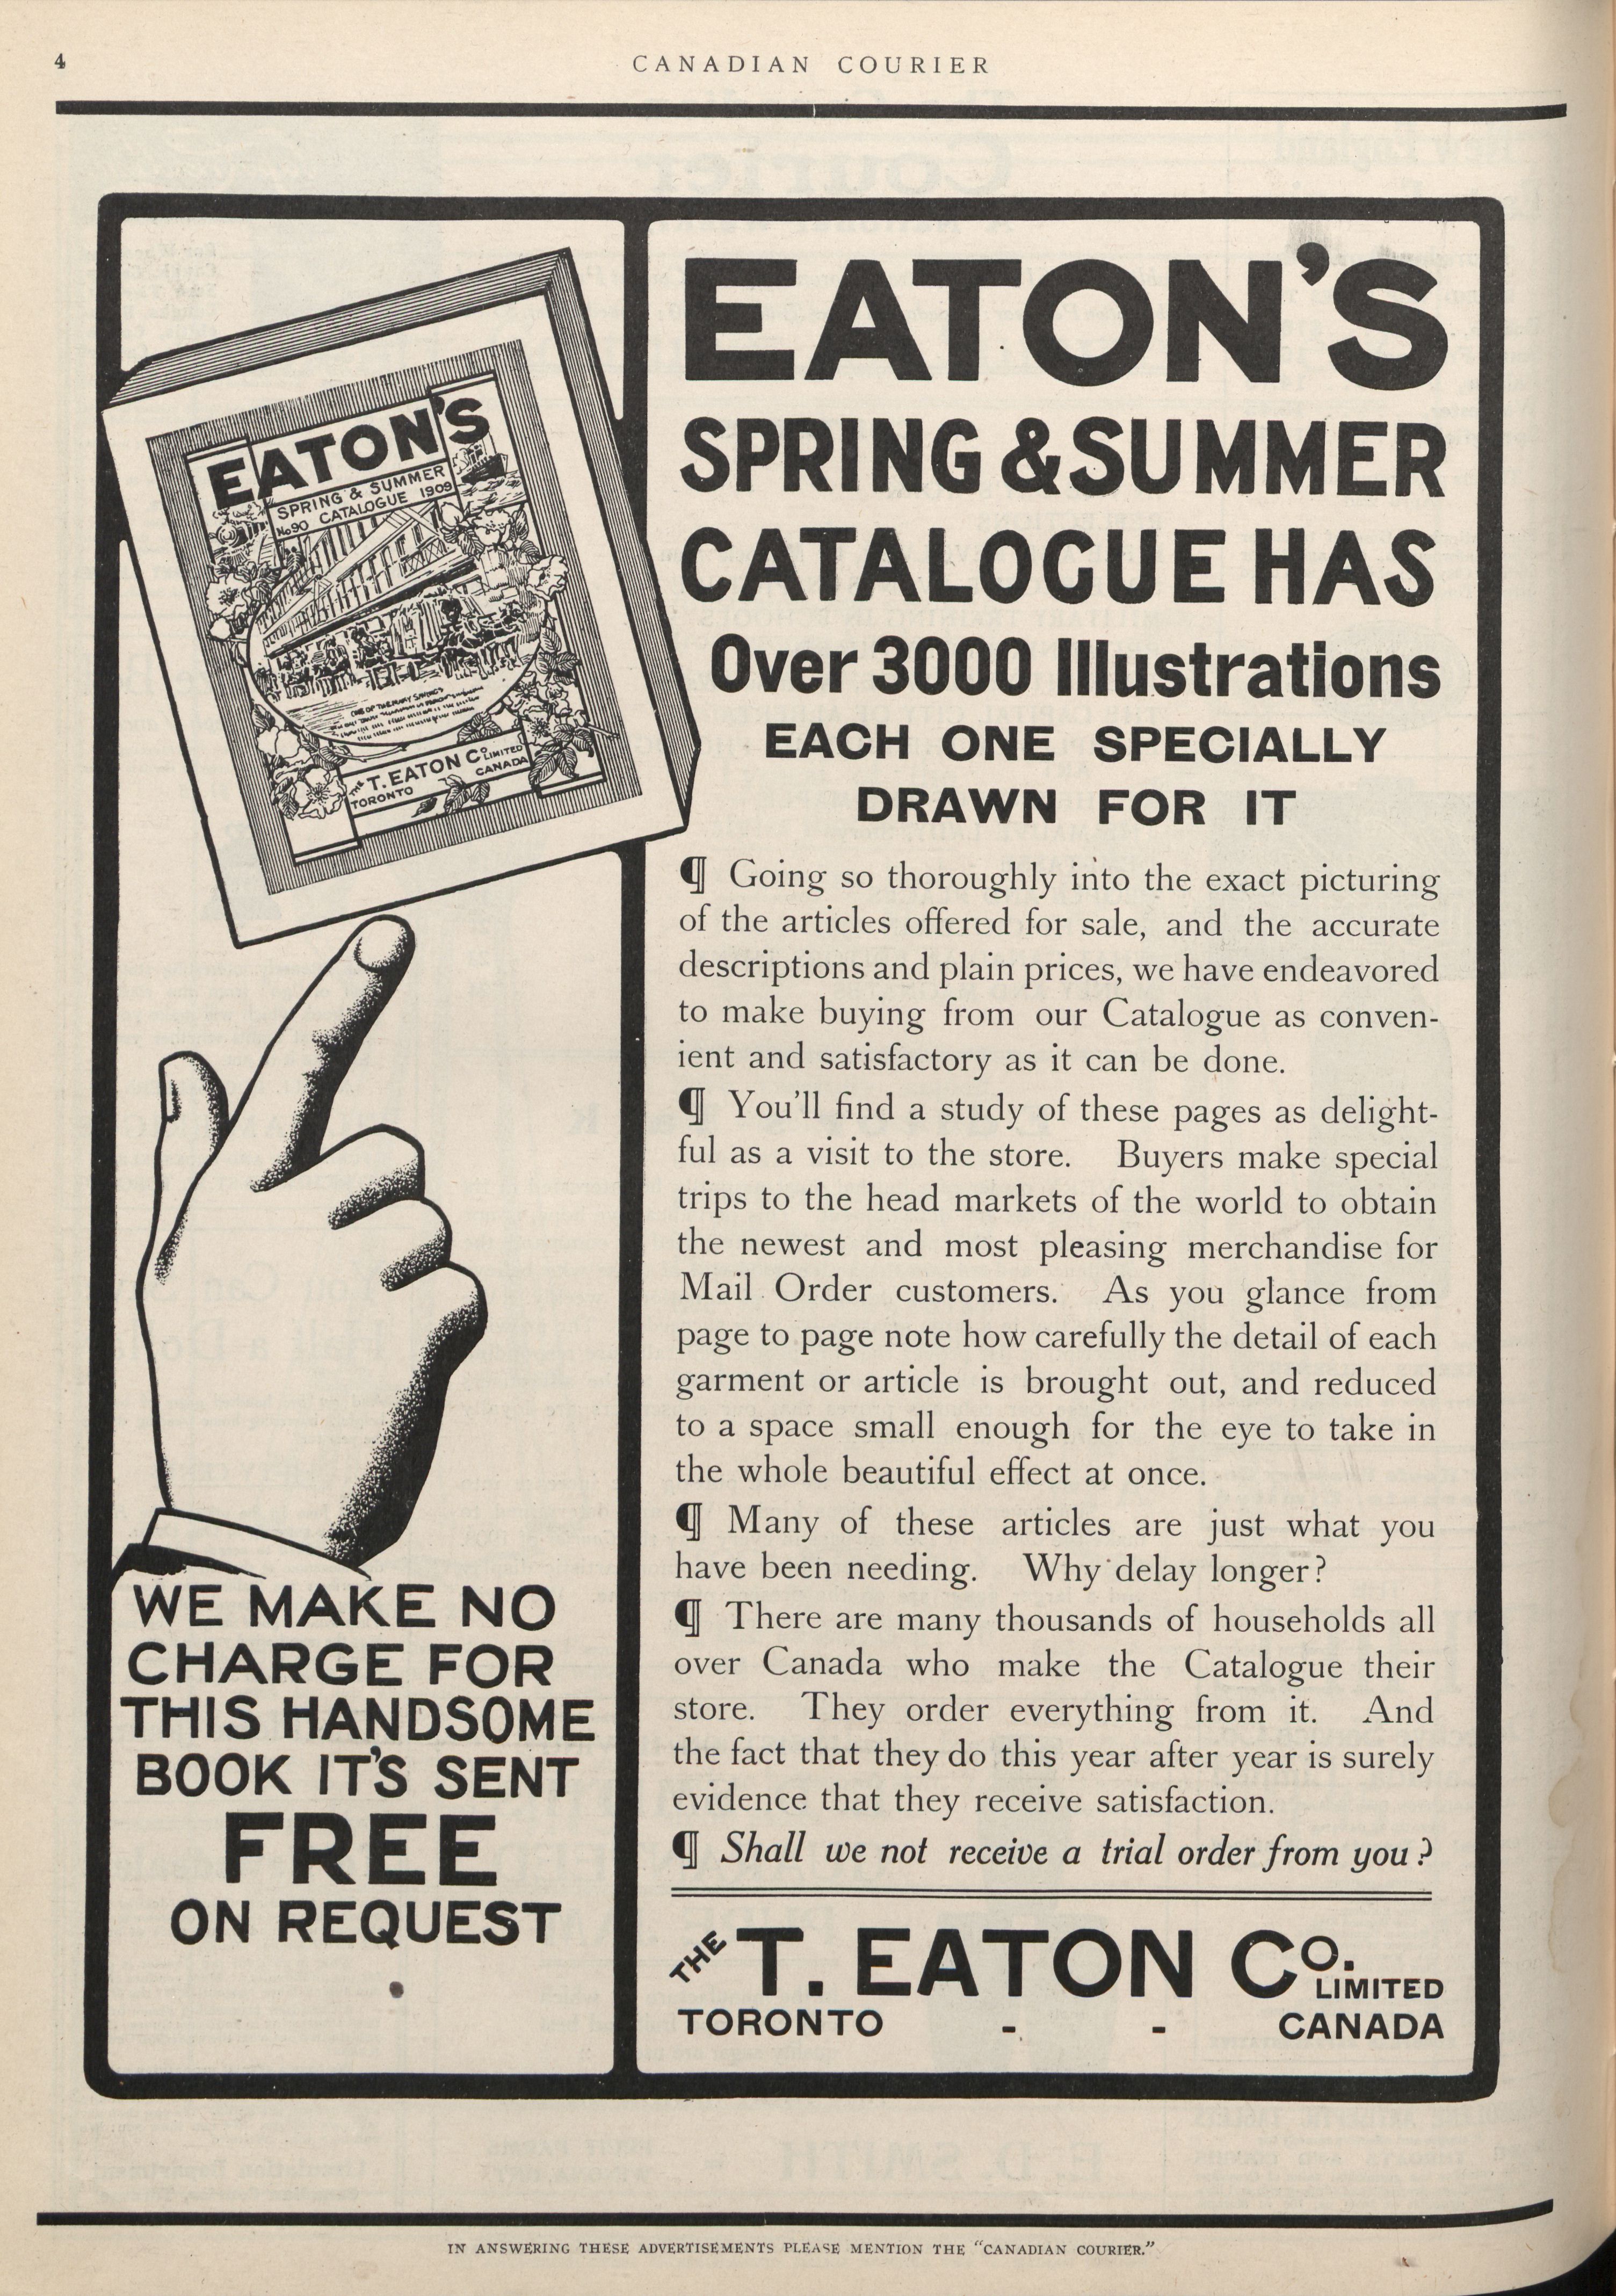 4
CANADIAN COURIER
EATON'S
SPRING & SUMMER
No 90 CATALOGUE 1909
THE T. EATON CO LIMITED
TORONTO CANADA
WE MAKE NO
CHARGE FOR
THIS HANDSOME
BOOK IT'S SENT
FREE
ON REQUEST
EATON'S
SPRING & SUMMER
CATALOGUE HAS
Over 3000 Illustrations
EACH ONE SPECIALLY
DRAWN FOR IT
¶ Going so thoroughly into the exact picturing
of the articles offered for sale, and the accurate
descriptions and plain prices, we have endeavored
to make buying from our Catalogue as conven-
ient and satisfactory as it can be done.
¶ You'll find a study of these pages as delight-
ful as a visit to the store. Buyers make special
trips to the head markets of the world to obtain
the newest and most pleasing merchandise for
Mail Order customers. As you glance from
page to page note how carefully the detail of each
garment or article is brought out, and reduced
to a space small enough for the eye to take in
the whole beautiful effect at once.
¶ Many of these articles are just what you
have been needing. Why delay longer?
¶ There are many thousands of households all
over Canada who make the Catalogue their
store. They order everything from it. And
the fact that they do this year after year is surely
evidence that they receive satisfaction.
¶ Shall we not receive a trial order from you?
THE T. EATON CO. LIMITED
TORONTO - - CANADA
IN ANSWERING THESE ADVERTISEMENTS PLEASE MENTION THE "CANADIAN COURIER."